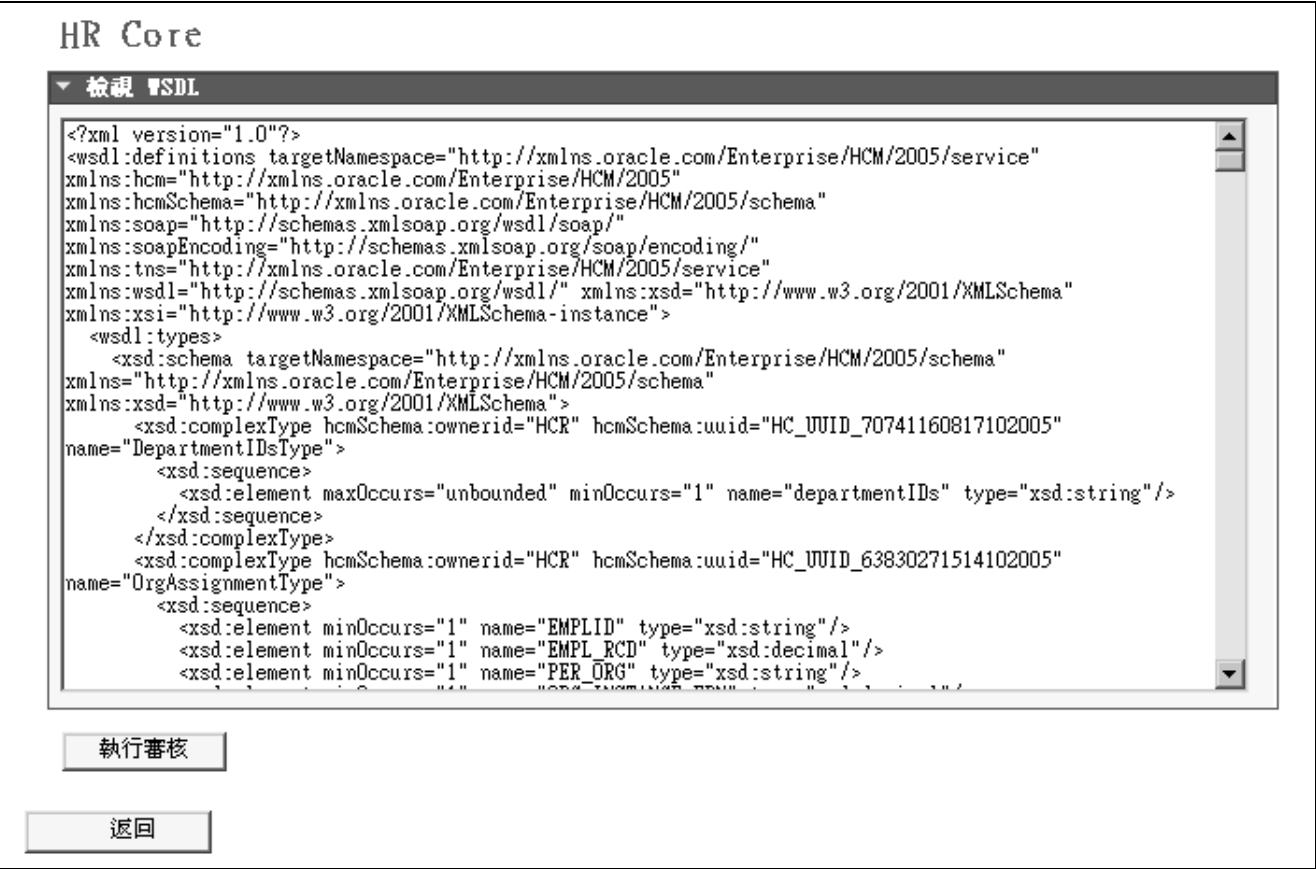 HR Core
檢視 WSDL
<?xml version="1.0"?>
<wsdl:definitions targetNamespace="http://xmlns.oracle.com/Enterprise/HCM/2005/service"
xmlns:hcm="http://xmlns.oracle.com/Enterprise/HCM/2005"
xmlns:hcmSchema="http://xmlns.oracle.com/Enterprise/HCM/2005/schema"
xmlns:soap="http://schemas.xmlsoap.org/wsdl/soap/"
xmlns:soapEncoding="http://schemas.xmlsoap.org/soap/encoding/"
xmlns:tns="http://xmlns.oracle.com/Enterprise/HCM/2005/service"
xmlns:wsdl="http://schemas.xmlsoap.org/wsdl/" xmlns:xsd="http://www.w3.org/2001/XMLSchema"
xmlns:xsi="http://www.w3.org/2001/XMLSchema-instance">
<wsdl:types>
<xsd:schema targetNamespace="http://xmlns.oracle.com/Enterprise/HCM/2005/schema"
xmlns="http://xmlns.oracle.com/Enterprise/HCM/2005/schema"
xmlns:xsd="http://www.w3.org/2001/XMLSchema">
<xsd:complexType hcmSchema:ownerid="HCR" hcmSchema:uuid="HC_UUID_70741160817102005"
name="DepartmentIDsType">
<xsd:sequence>
<xsd:element maxOccurs="unbounded" minOccurs="1" name="departmentIDs" type="xsd:string"/>
</xsd:sequence>
</xsd:complexType>
<xsd:complexType hcmSchema:ownerid="HCR" hcmSchema:uuid="HC_UUID_63830271514102005"
name="OrgAssignmentType">
<xsd:sequence>
<xsd:element minOccurs="1" name="EMPLID" type="xsd:string"/>
<xsd:element minOccurs="1" name="EMPL_RCD" type="xsd:decimal"/>
<xsd:element minOccurs="1" name="PER_ORG" type="xsd:string"/>
執行審核
返回